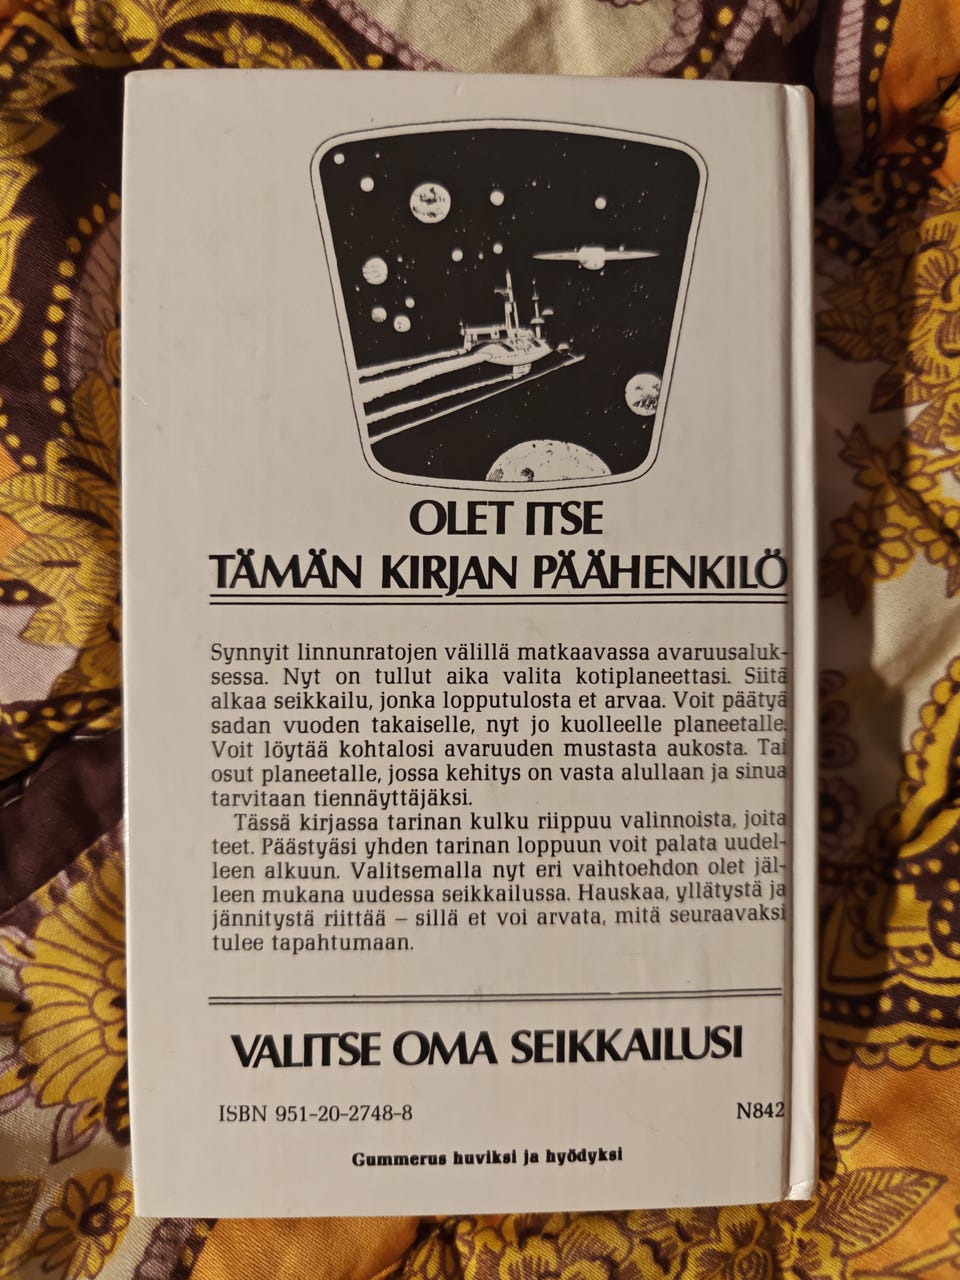 OLET ITSE
TÄMÄN KIRJAN PÄÄHENKILÖ
Synnyit linnunratojen välillä matkaavassa avaruusaluk-
sessa. Nyt on tullut aika valita kotiplaneettasi. Siitä
alkaa seikkailu, jonka lopputulosta et arvaa. Voit päätyä
sadan vuoden takaiselle, nyt jo kuolleelle planeetalle.
Voit löytää kohtalosi avaruuden mustasta aukosta. Tai
osut planeetalle, jossa kehitys on vasta alullaan ja sinua
tarvitaan tiennäyttäjäksi.
Tässä kirjassa tarinan kulku riippuu valinnoista, joita
teet. Päästyäsi yhden tarinan loppuun voit palata uudel-
leen alkuun. Valitsemalla nyt eri vaihtoehdon olet jäl-
leen mukana uudessa seikkailussa. Hauskaa, yllätystä ja
jännitystä riittää – sillä et voi arvata, mitä seuraavaksi
tulee tapahtumaan.
VALITSE OMA SEIKKAILUSI
ISBN 951-20-2748-8 N842
Gummerus huviksi ja hyödyksi